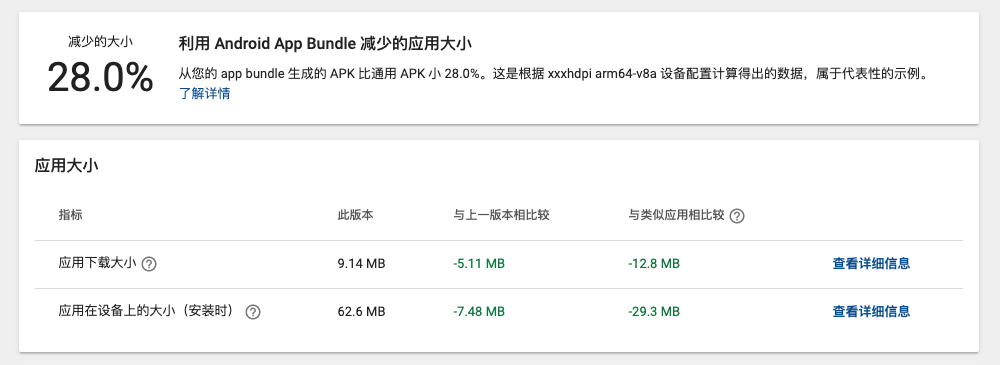 减少的大小
28.0%
利用 Android App Bundle 减少的应用大小
从您的 app bundle 生成的 APK 比通用 APK 小 28.0%。这是根据 xxxhdpi arm64-v8a 设备配置计算得出的数据，属于代表性的示例。
了解详情
应用大小
指标 此版本 与上一版本相比较 与类似应用相比较 ?
应用下载大小 ? 9.14 MB -5.11 MB -12.8 MB 查看详细信息
应用在设备上的大小（安装时） ? 62.6 MB -7.48 MB -29.3 MB 查看详细信息